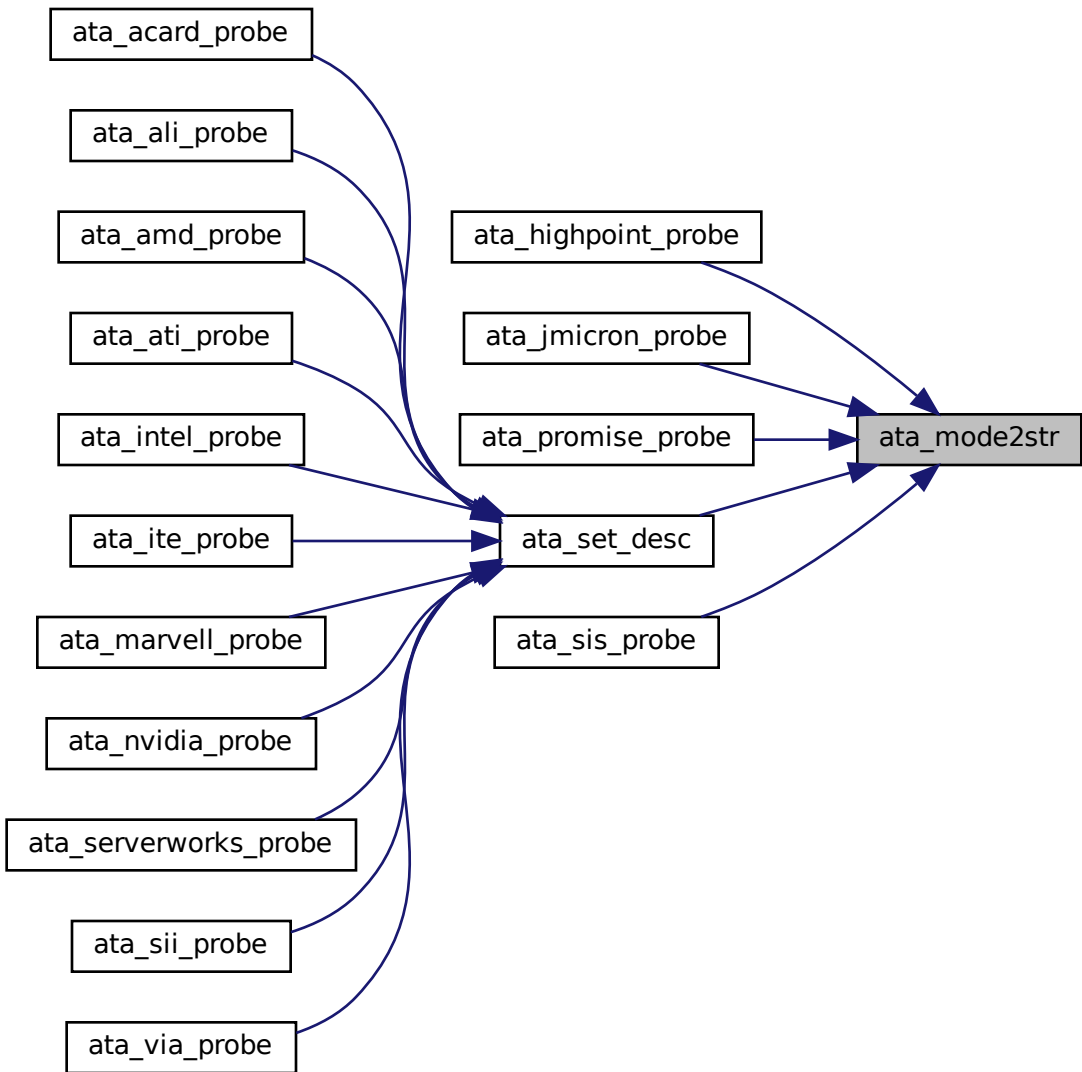 ata_acard_probe
ata_ali_probe
ata_amd_probe
ata_ati_probe
ata_intel_probe
ata_ite_probe
ata_marvell_probe
ata_nvidia_probe
ata_serverworks_probe
ata_sii_probe
ata_via_probe
ata_highpoint_probe
ata_jmicron_probe
ata_promise_probe
ata_set_desc
ata_sis_probe
ata_mode2str